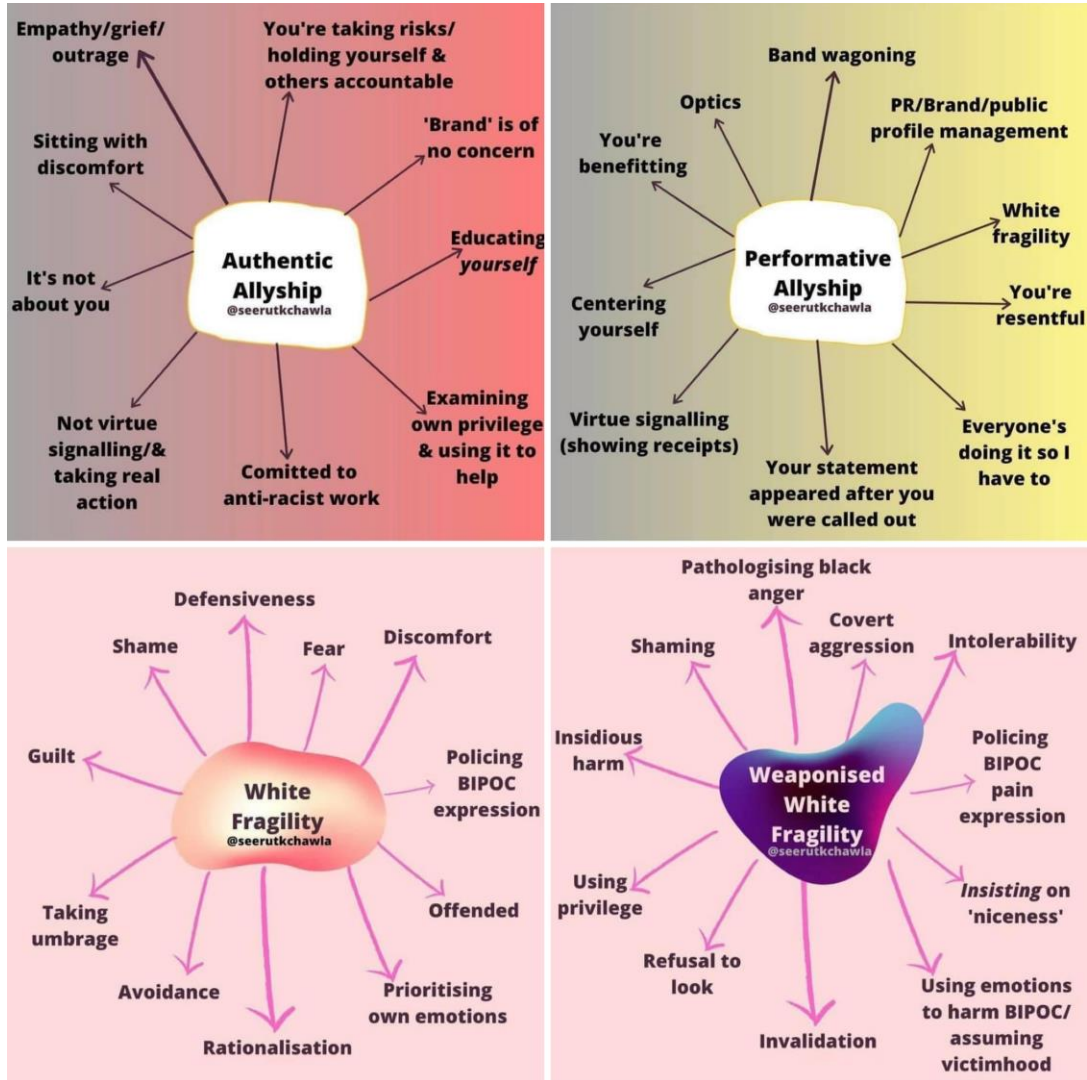 Empathy/grief/
outrage
You're taking risks/
holding yourself &
others accountable
'Brand' is of
no concern
Sitting with
discomfort
Educating
yourself
It's not
about you
Authentic
Allyship
@seerutkchawla
Examining
own privilege
& using it to
help
Not virtue
signalling/&
taking real
action
Comitted to
anti-racist work
Band wagoning
Optics
PR/Brand/public
profile management
You're
benefitting
White
fragility
Performative
Allyship
@seerutkchawla
You're
resentful
Centering
yourself
Virtue signalling
(showing receipts)
Everyone's
doing it so I
have to
Your statement
appeared after you
were called out
Defensiveness
Shame
Fear
Discomfort
Guilt
Policing
BIPOC
expression
White
Fragility
@seerutkchawla
Taking
umbrage
Offended
Avoidance
Prioritising
own emotions
Rationalisation
Pathologising black
anger
Shaming
Covert
aggression
Intolerability
Insidious
harm
Policing
BIPOC
pain
expression
Weaponised
White
Fragility
@seerutkchawla
Using
privilege
Insisting on
'niceness'
Refusal to
look
Using emotions
to harm BIPOC/
assuming
victimhood
Invalidation